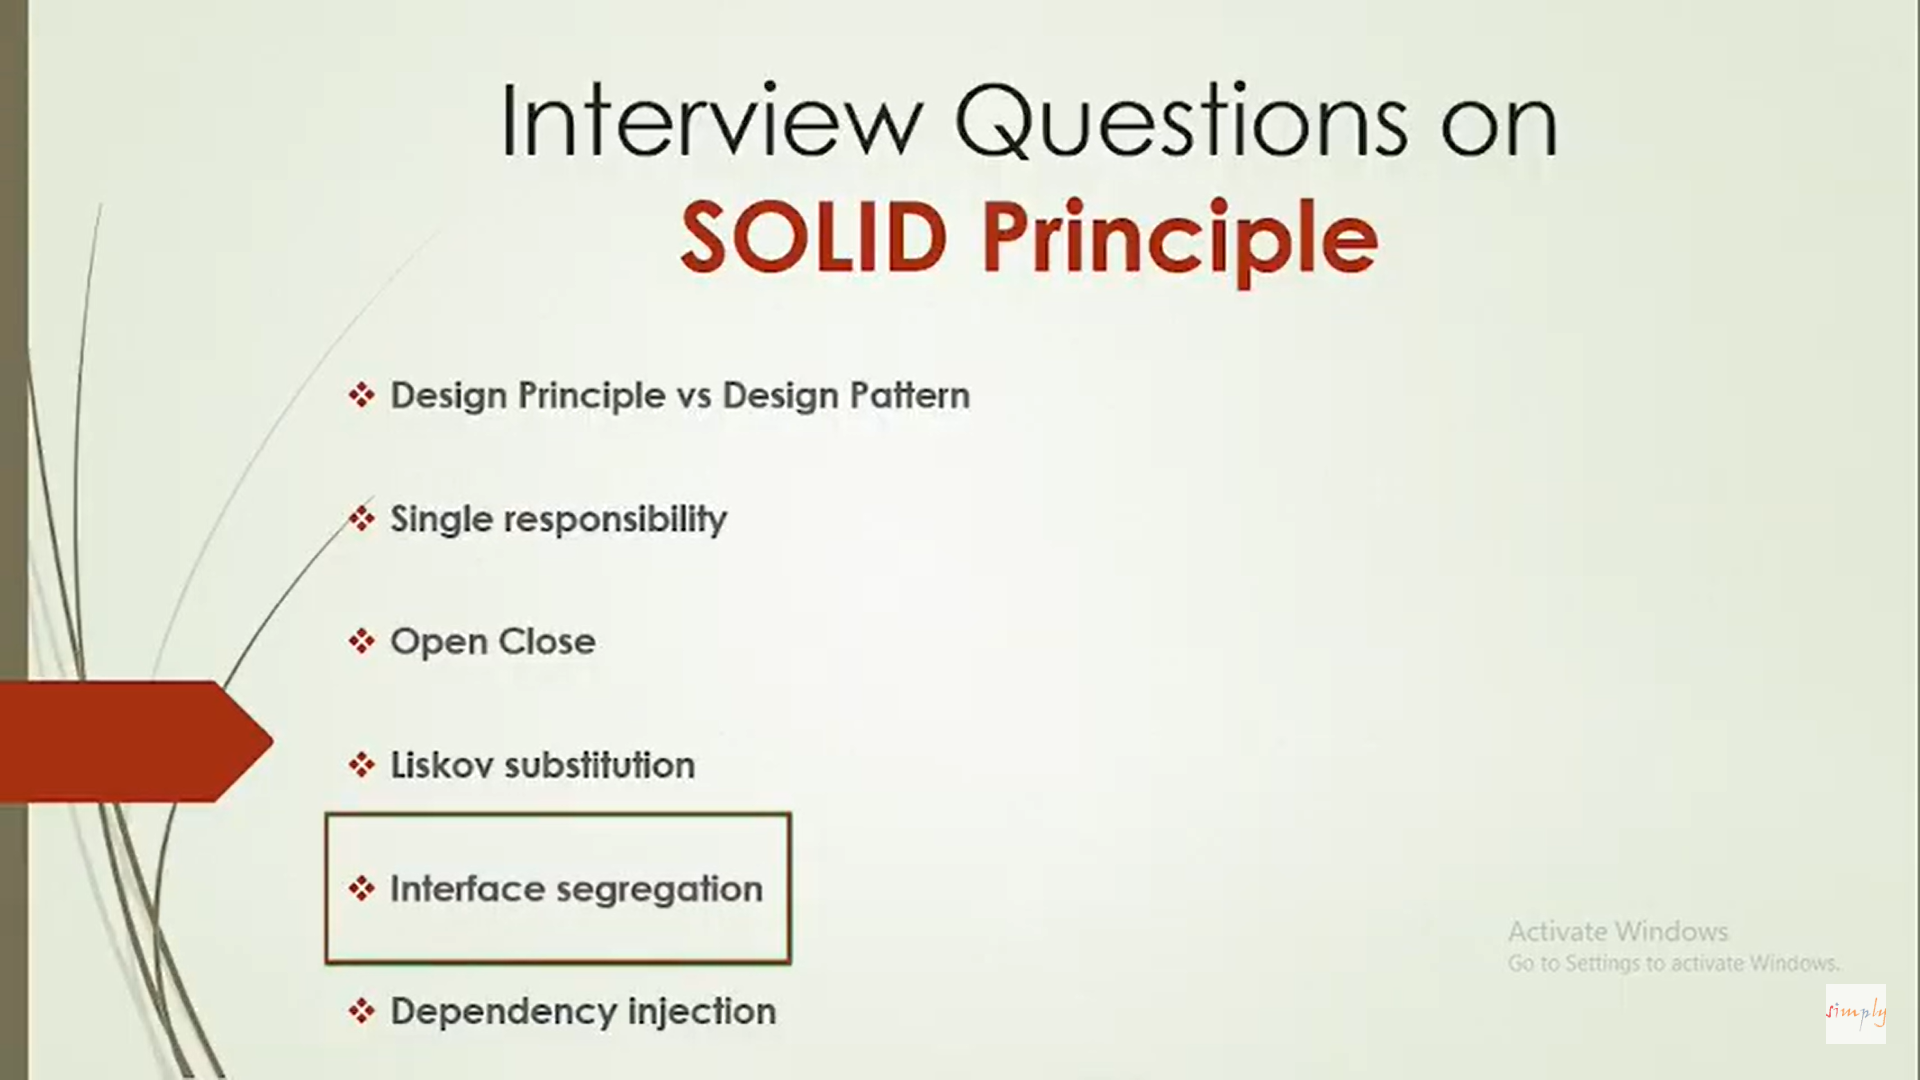 Interview Questions on
SOLID Principle
Design Principle vs Design Pattern
Single responsibility
Open Close
Liskov substitution
Interface segregation
Dependency injection
Activate Windows
Go to Settings to activate Windows.
simply